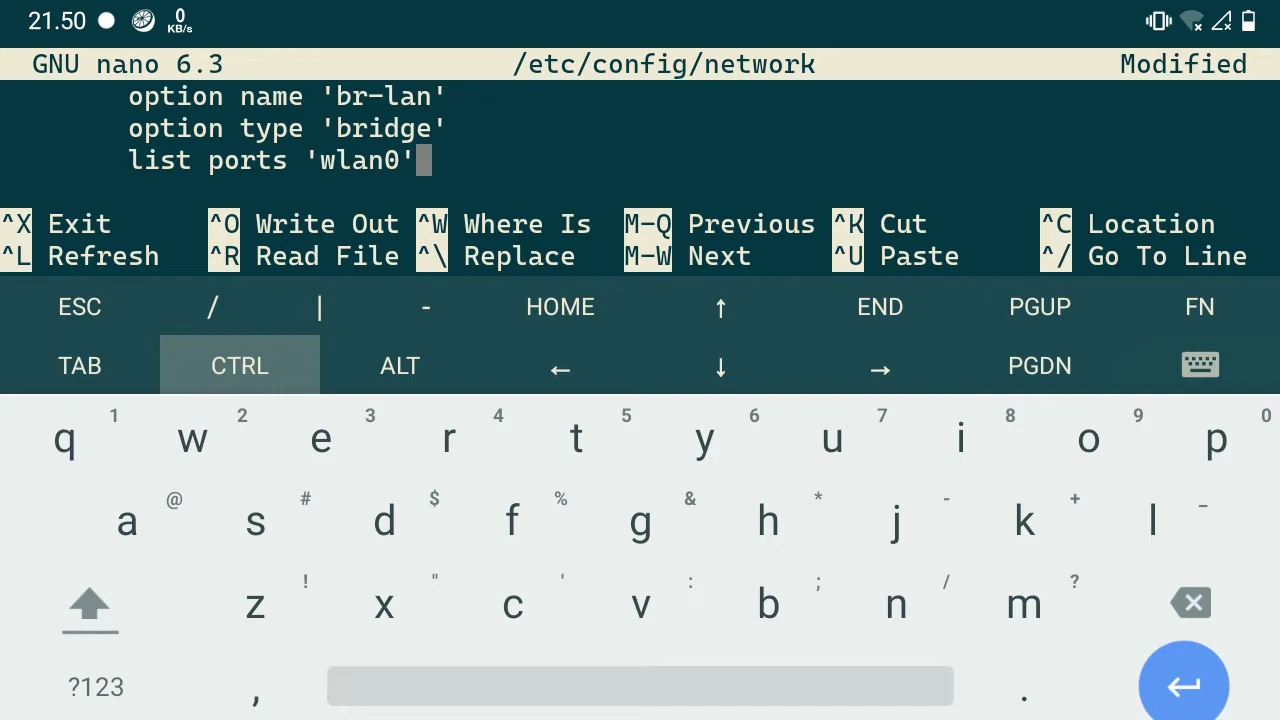 21.50 0 KB/s
GNU nano 6.3 /etc/config/network Modified
option name 'br-lan'
option type 'bridge'
list ports 'wlan0'
^X Exit ^O Write Out ^W Where Is M-Q Previous ^K Cut ^C Location
^L Refresh ^R Read File ^\ Replace M-W Next ^U Paste ^/ Go To Line
ESC / | - HOME ↑ END PGUP FN
TAB CTRL ALT ← ↓ → PGDN
q 1 w 2 e 3 r 4 t 5 y 6 u 7 i 8 o 9 p 0
a @ s # d $ f % g & h * j - k + l _
z ! x " c ' v : b ; n / m ?
?123 , .